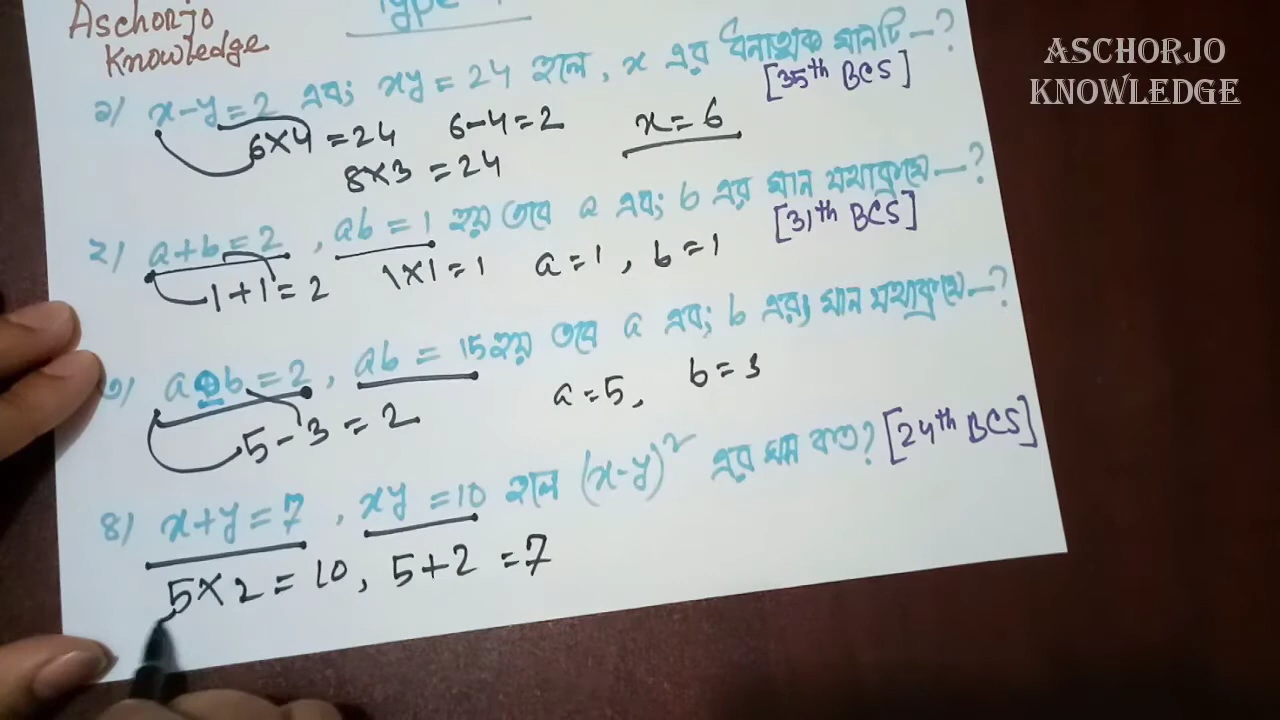 Aschorjo
Knowledge
Type
ASCHORJO
KNOWLEDGE
১) x-y=2 এবং xy=24 হলে, x এর ধনাত্মক মানটি—?
[35th BCS]
6×4=24 6-4=2 x=6
8×3=24
২) a+b=2, ab=1 হয় তবে a এবং b এর মান যথাক্রমে—?
[31th BCS]
1+1=2 1×1=1 a=1, b=1
৩) a-b=2, ab=15 হয় তবে a এবং b এর মান যথাক্রমে—?
5-3=2 a=5, b=3
৪) x+y=7, xy=10 হলে (x-y)² এর মান কত? [24th BCS]
5×2=10, 5+2=7